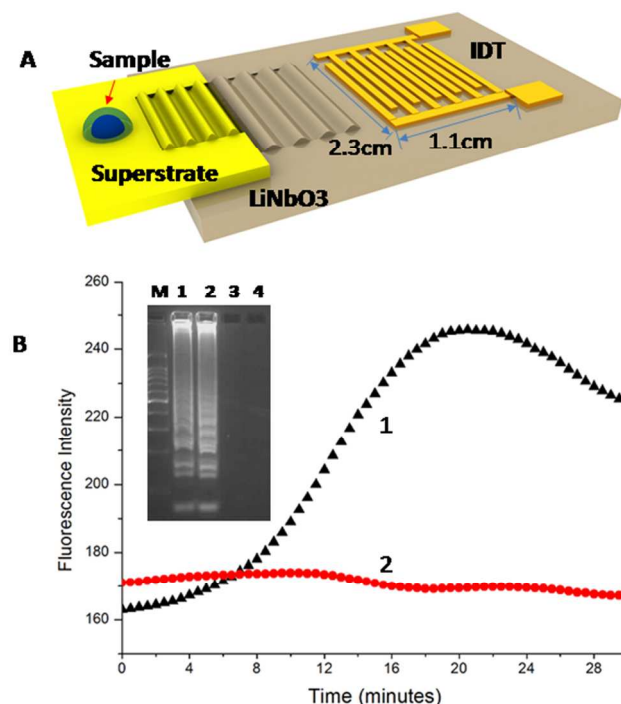 A
Sample
IDT
2.3cm
1.1cm
Superstrate
LiNbO3
B
M 1 2 3 4
260
240
220
200
180
160
Fluorescence Intensity
1
2
0 4 8 12 16 20 24 28
Time (minutes)